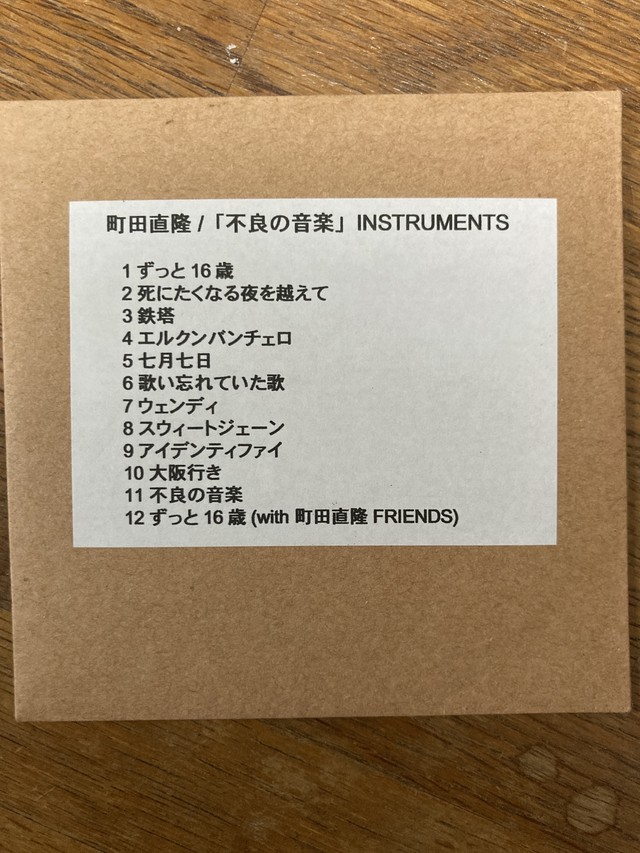 町田直隆 /「不良の音楽」INSTRUMENTS
1 ずっと 16 歳
2 死にたくなる夜を越えて
3 鉄塔
4 エルクンバンチェロ
5 七月七日
6 歌い忘れていた歌
7 ウェンディ
8 スウィートジェーン
9 アイデンティファイ
10 大阪行き
11 不良の音楽
12 ずっと 16 歳 (with 町田直隆 FRIENDS)